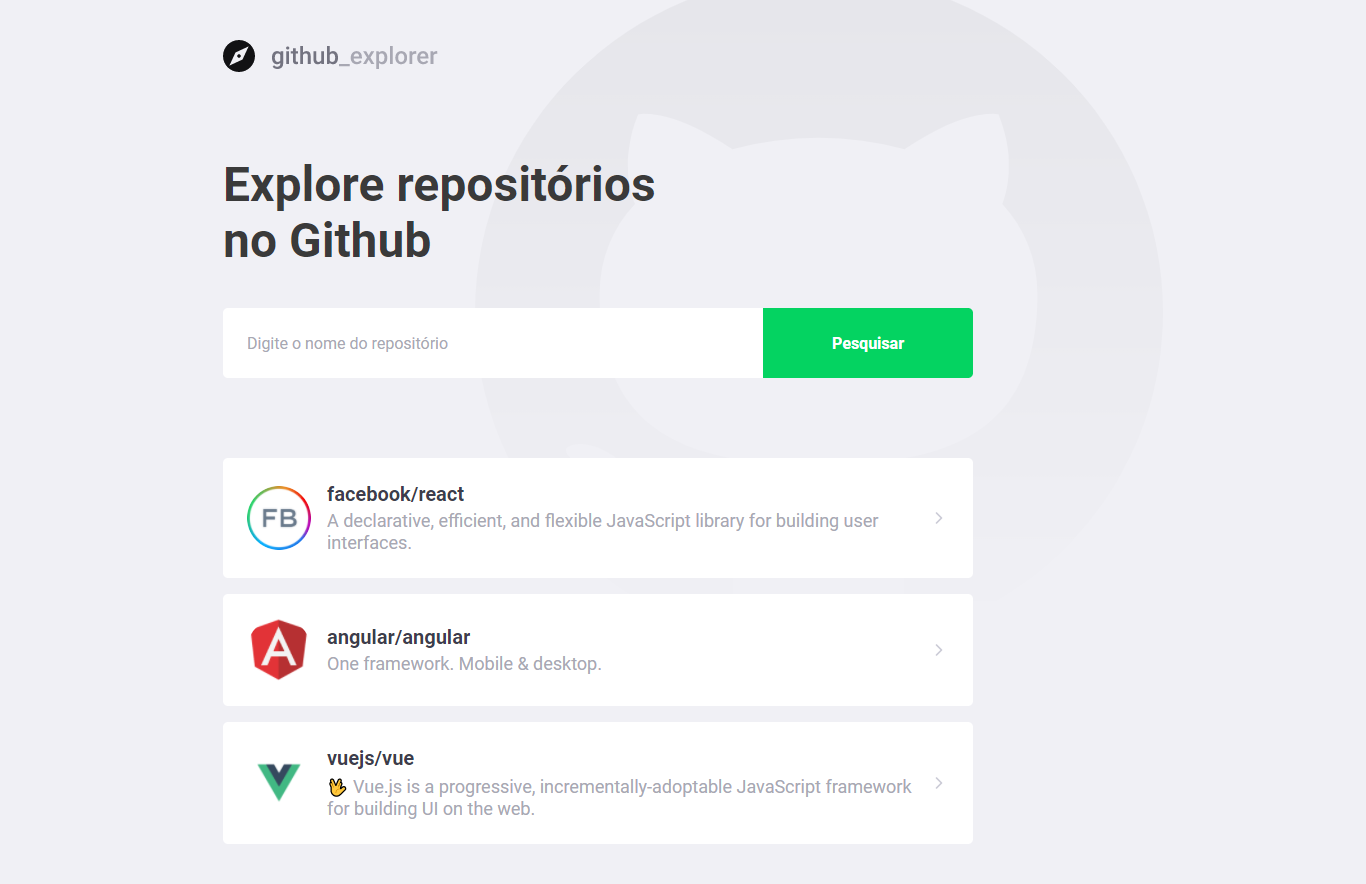 github_explorer
Explore repositórios
no Github
Digite o nome do repositório
Pesquisar
FB
facebook/react
A declarative, efficient, and flexible JavaScript library for building user
interfaces.
A
angular/angular
One framework. Mobile & desktop.
vuejs/vue
🖖 Vue.js is a progressive, incrementally-adoptable JavaScript framework
for building UI on the web.